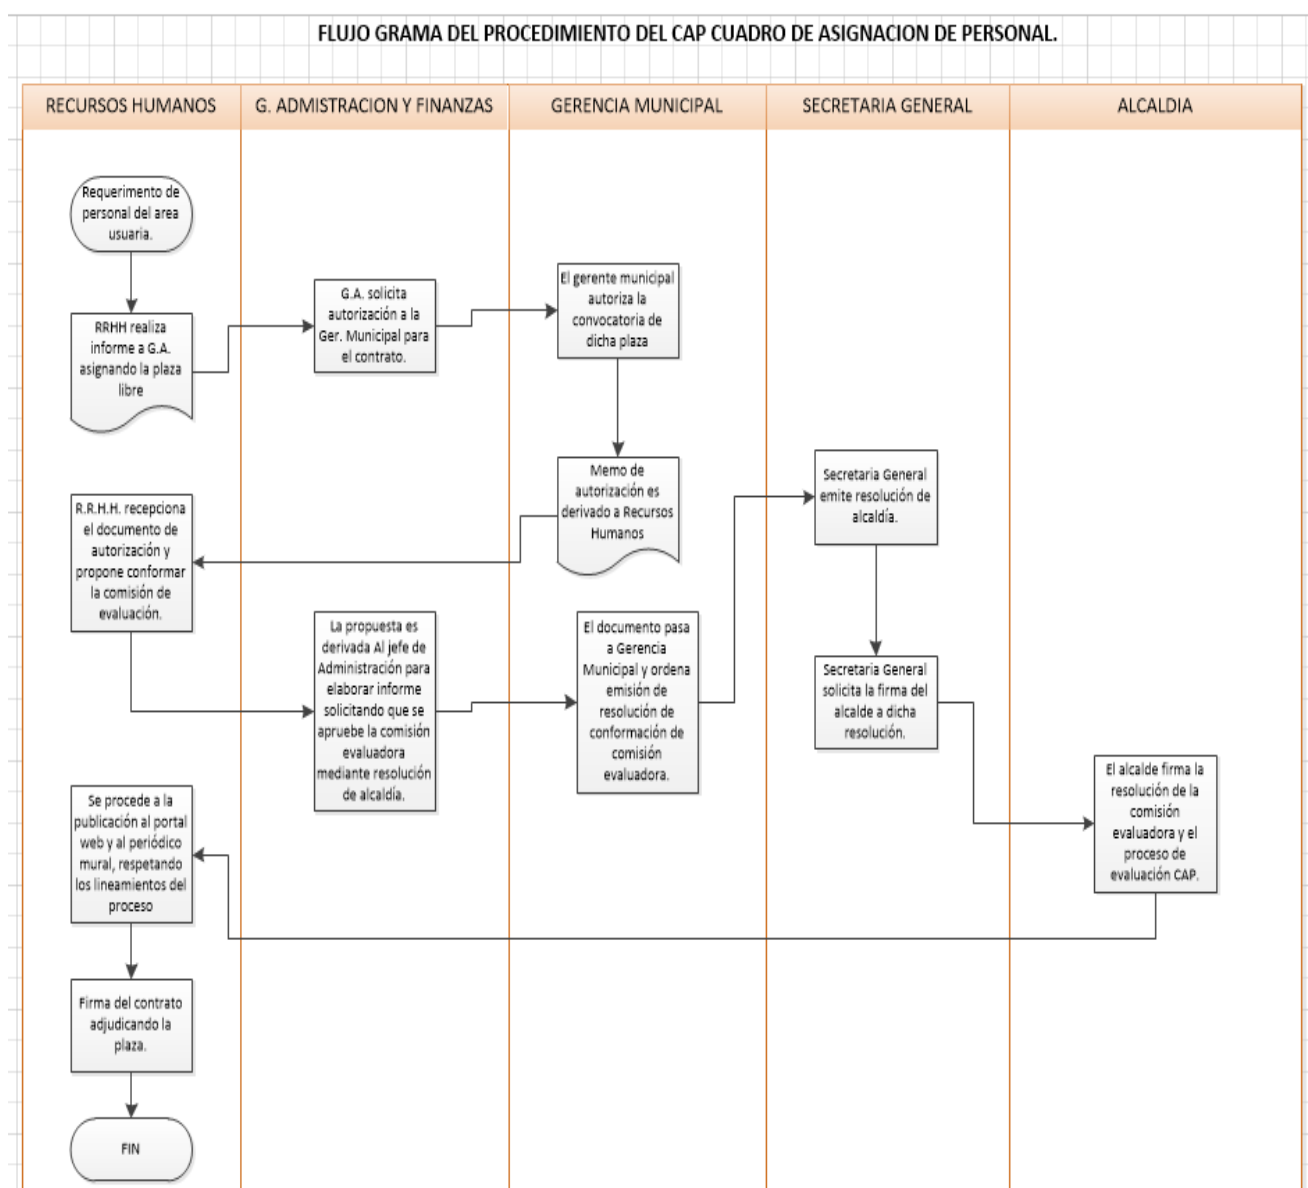 FLUJO GRAMA DEL PROCEDIMIENTO DEL CAP CUADRO DE ASIGNACION DE PERSONAL.
RECURSOS HUMANOS
G. ADMISTRACION Y FINANZAS
GERENCIA MUNICIPAL
SECRETARIA GENERAL
ALCALDIA
Requerimento de
personal del area
usuaria.
RRHH realiza
informe a G.A.
asignando la plaza
libre
G.A. solicita
autorización a la
Ger. Municipal para
el contrato.
El gerente municipal
autoriza la
convocatoria de
dicha plaza
Memo de
autorización es
derivado a Recursos
Humanos
R.R.H.H. recepciona
el documento de
autorización y
propone conformar
la comisión de
evaluación.
La propuesta es
derivada Al jefe de
Administración para
elaborar informe
solicitando que se
apruebe la comisión
evaluadora
mediante resolución
de alcaldía.
El documento pasa
a Gerencia
Municipal y ordena
emisión de
resolución de
conformación de
comisión
evaluadora.
Secretaria General
emite resolución de
alcaldía.
Secretaria General
solicita la firma del
alcalde a dicha
resolución.
El alcalde firma la
resolución de la
comisión
evaluadora y el
proceso de
evaluación CAP.
Se procede a la
publicación al portal
web y al periódico
mural, respetando
los lineamientos del
proceso
Firma del contrato
adjudicando la
plaza.
FIN